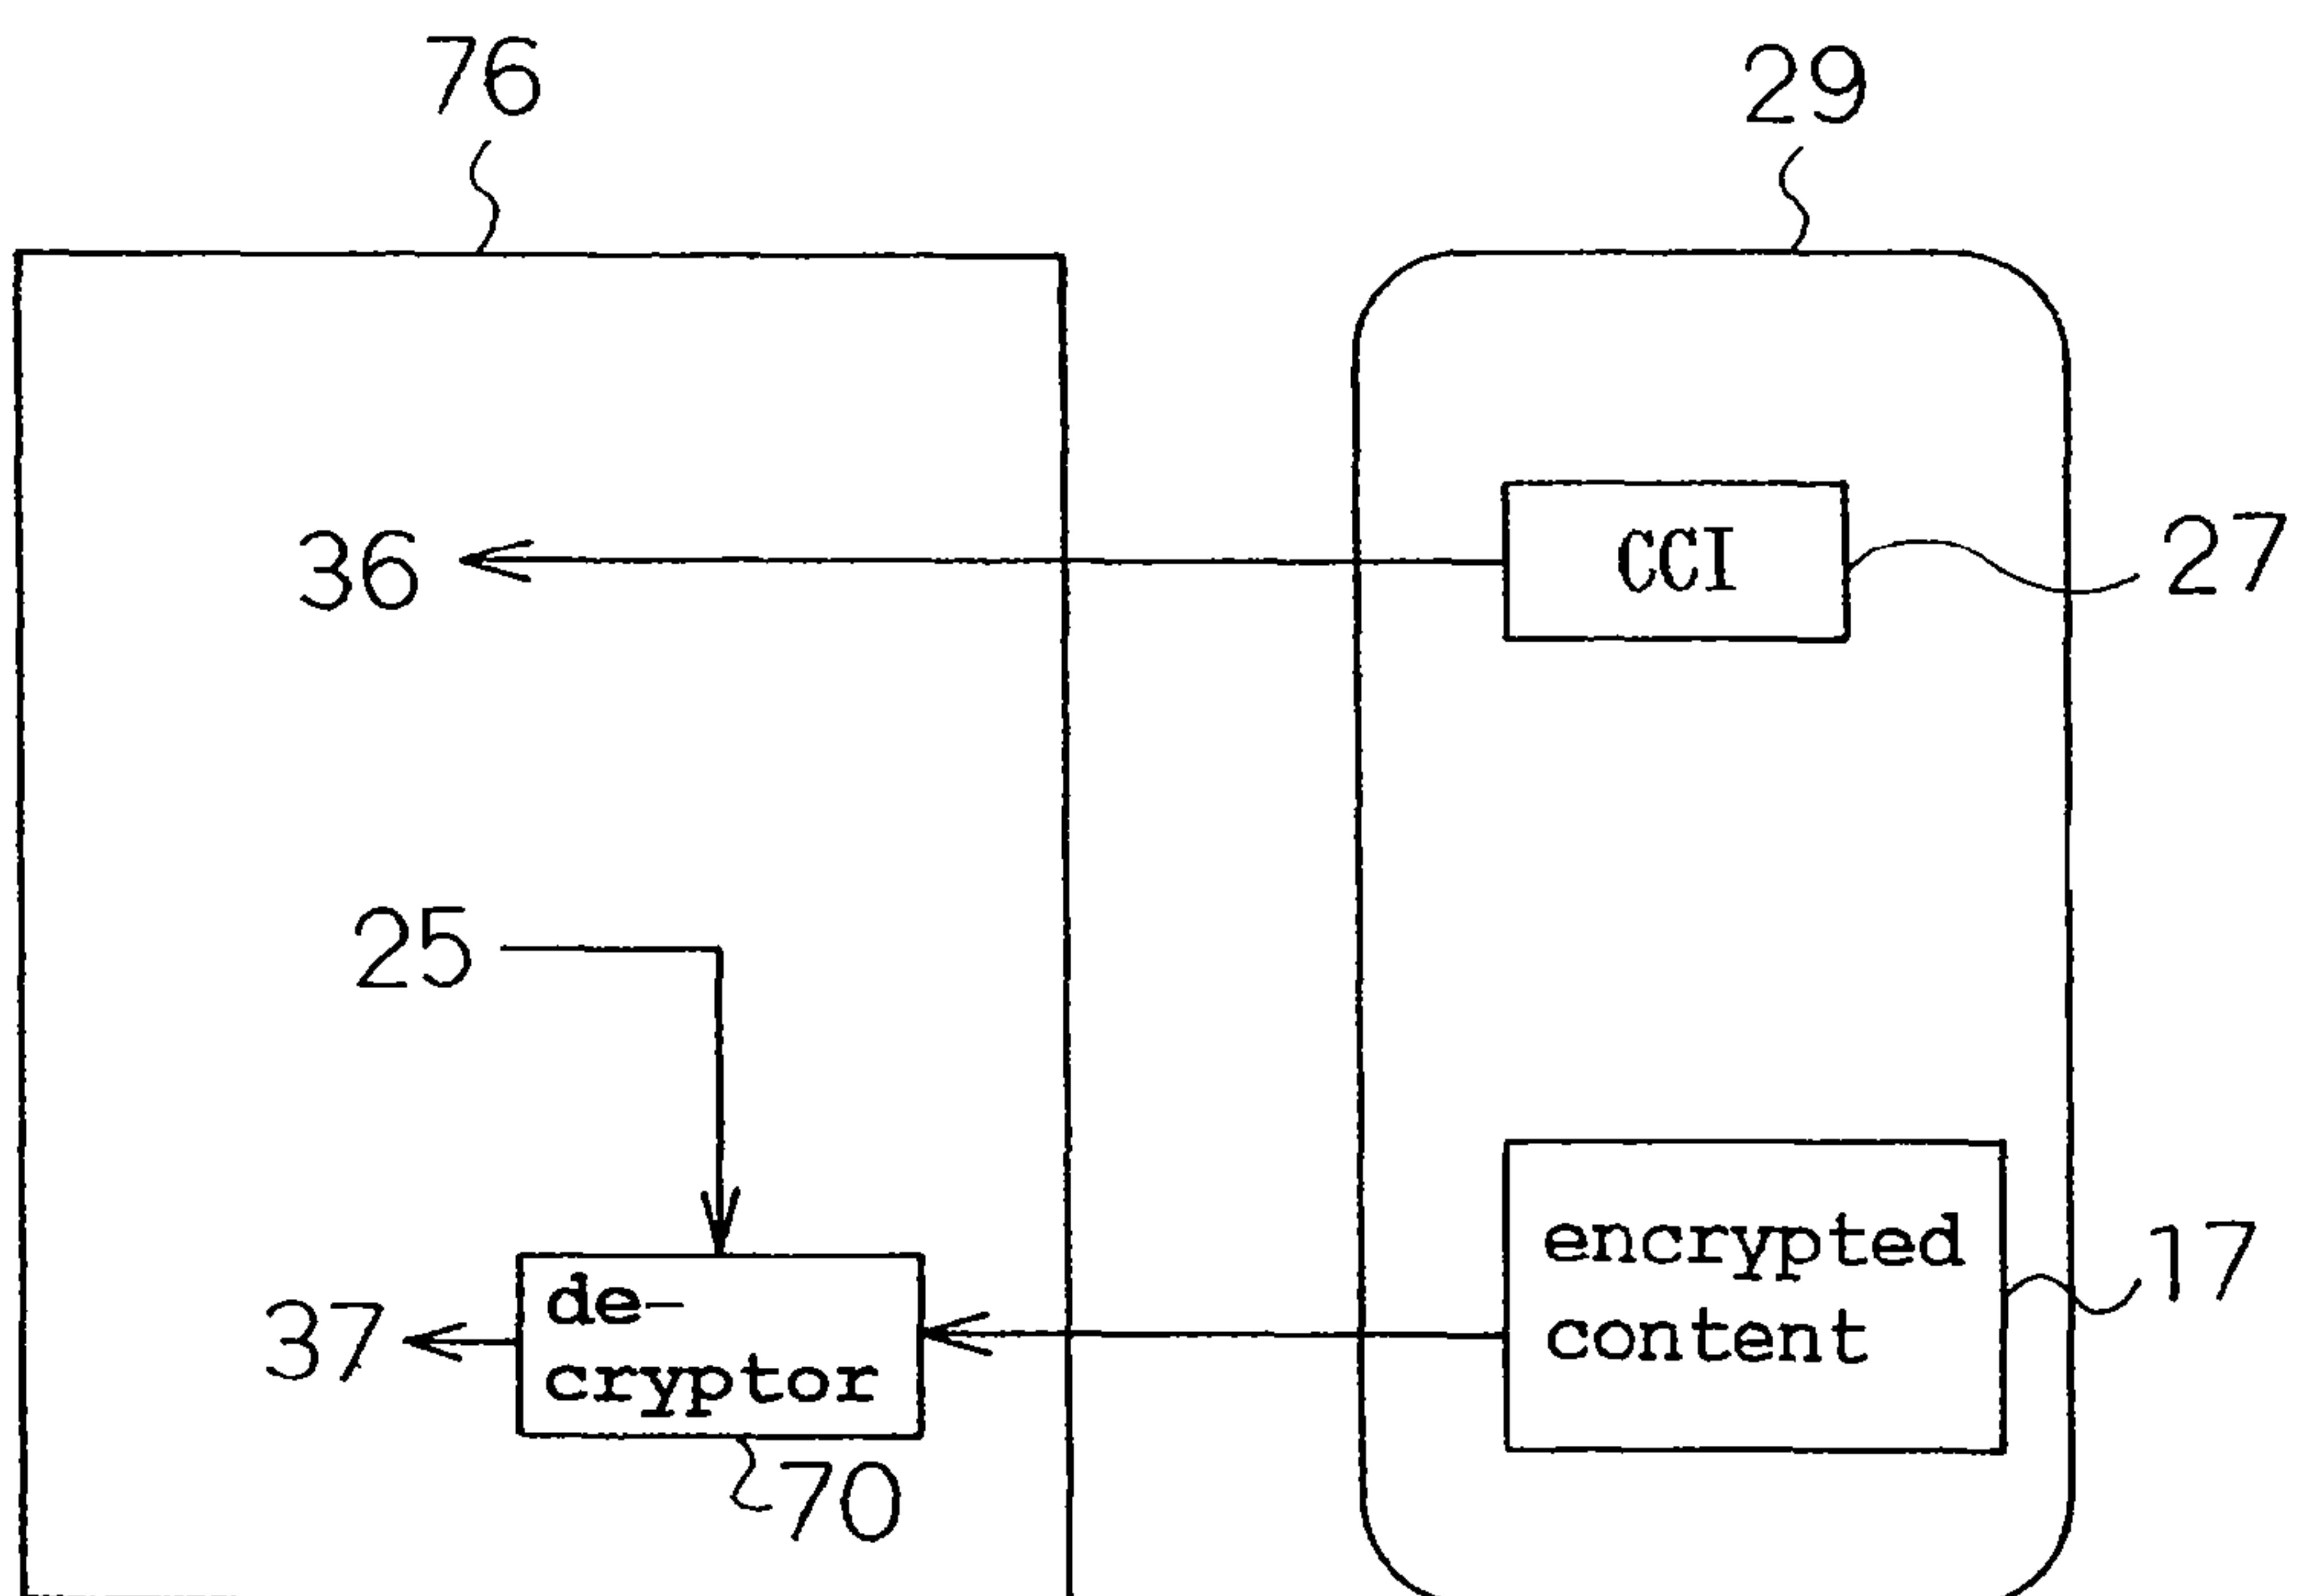 76
29
36
CCI
27
25
encrypted
content
17
de-
cryptor
37
70